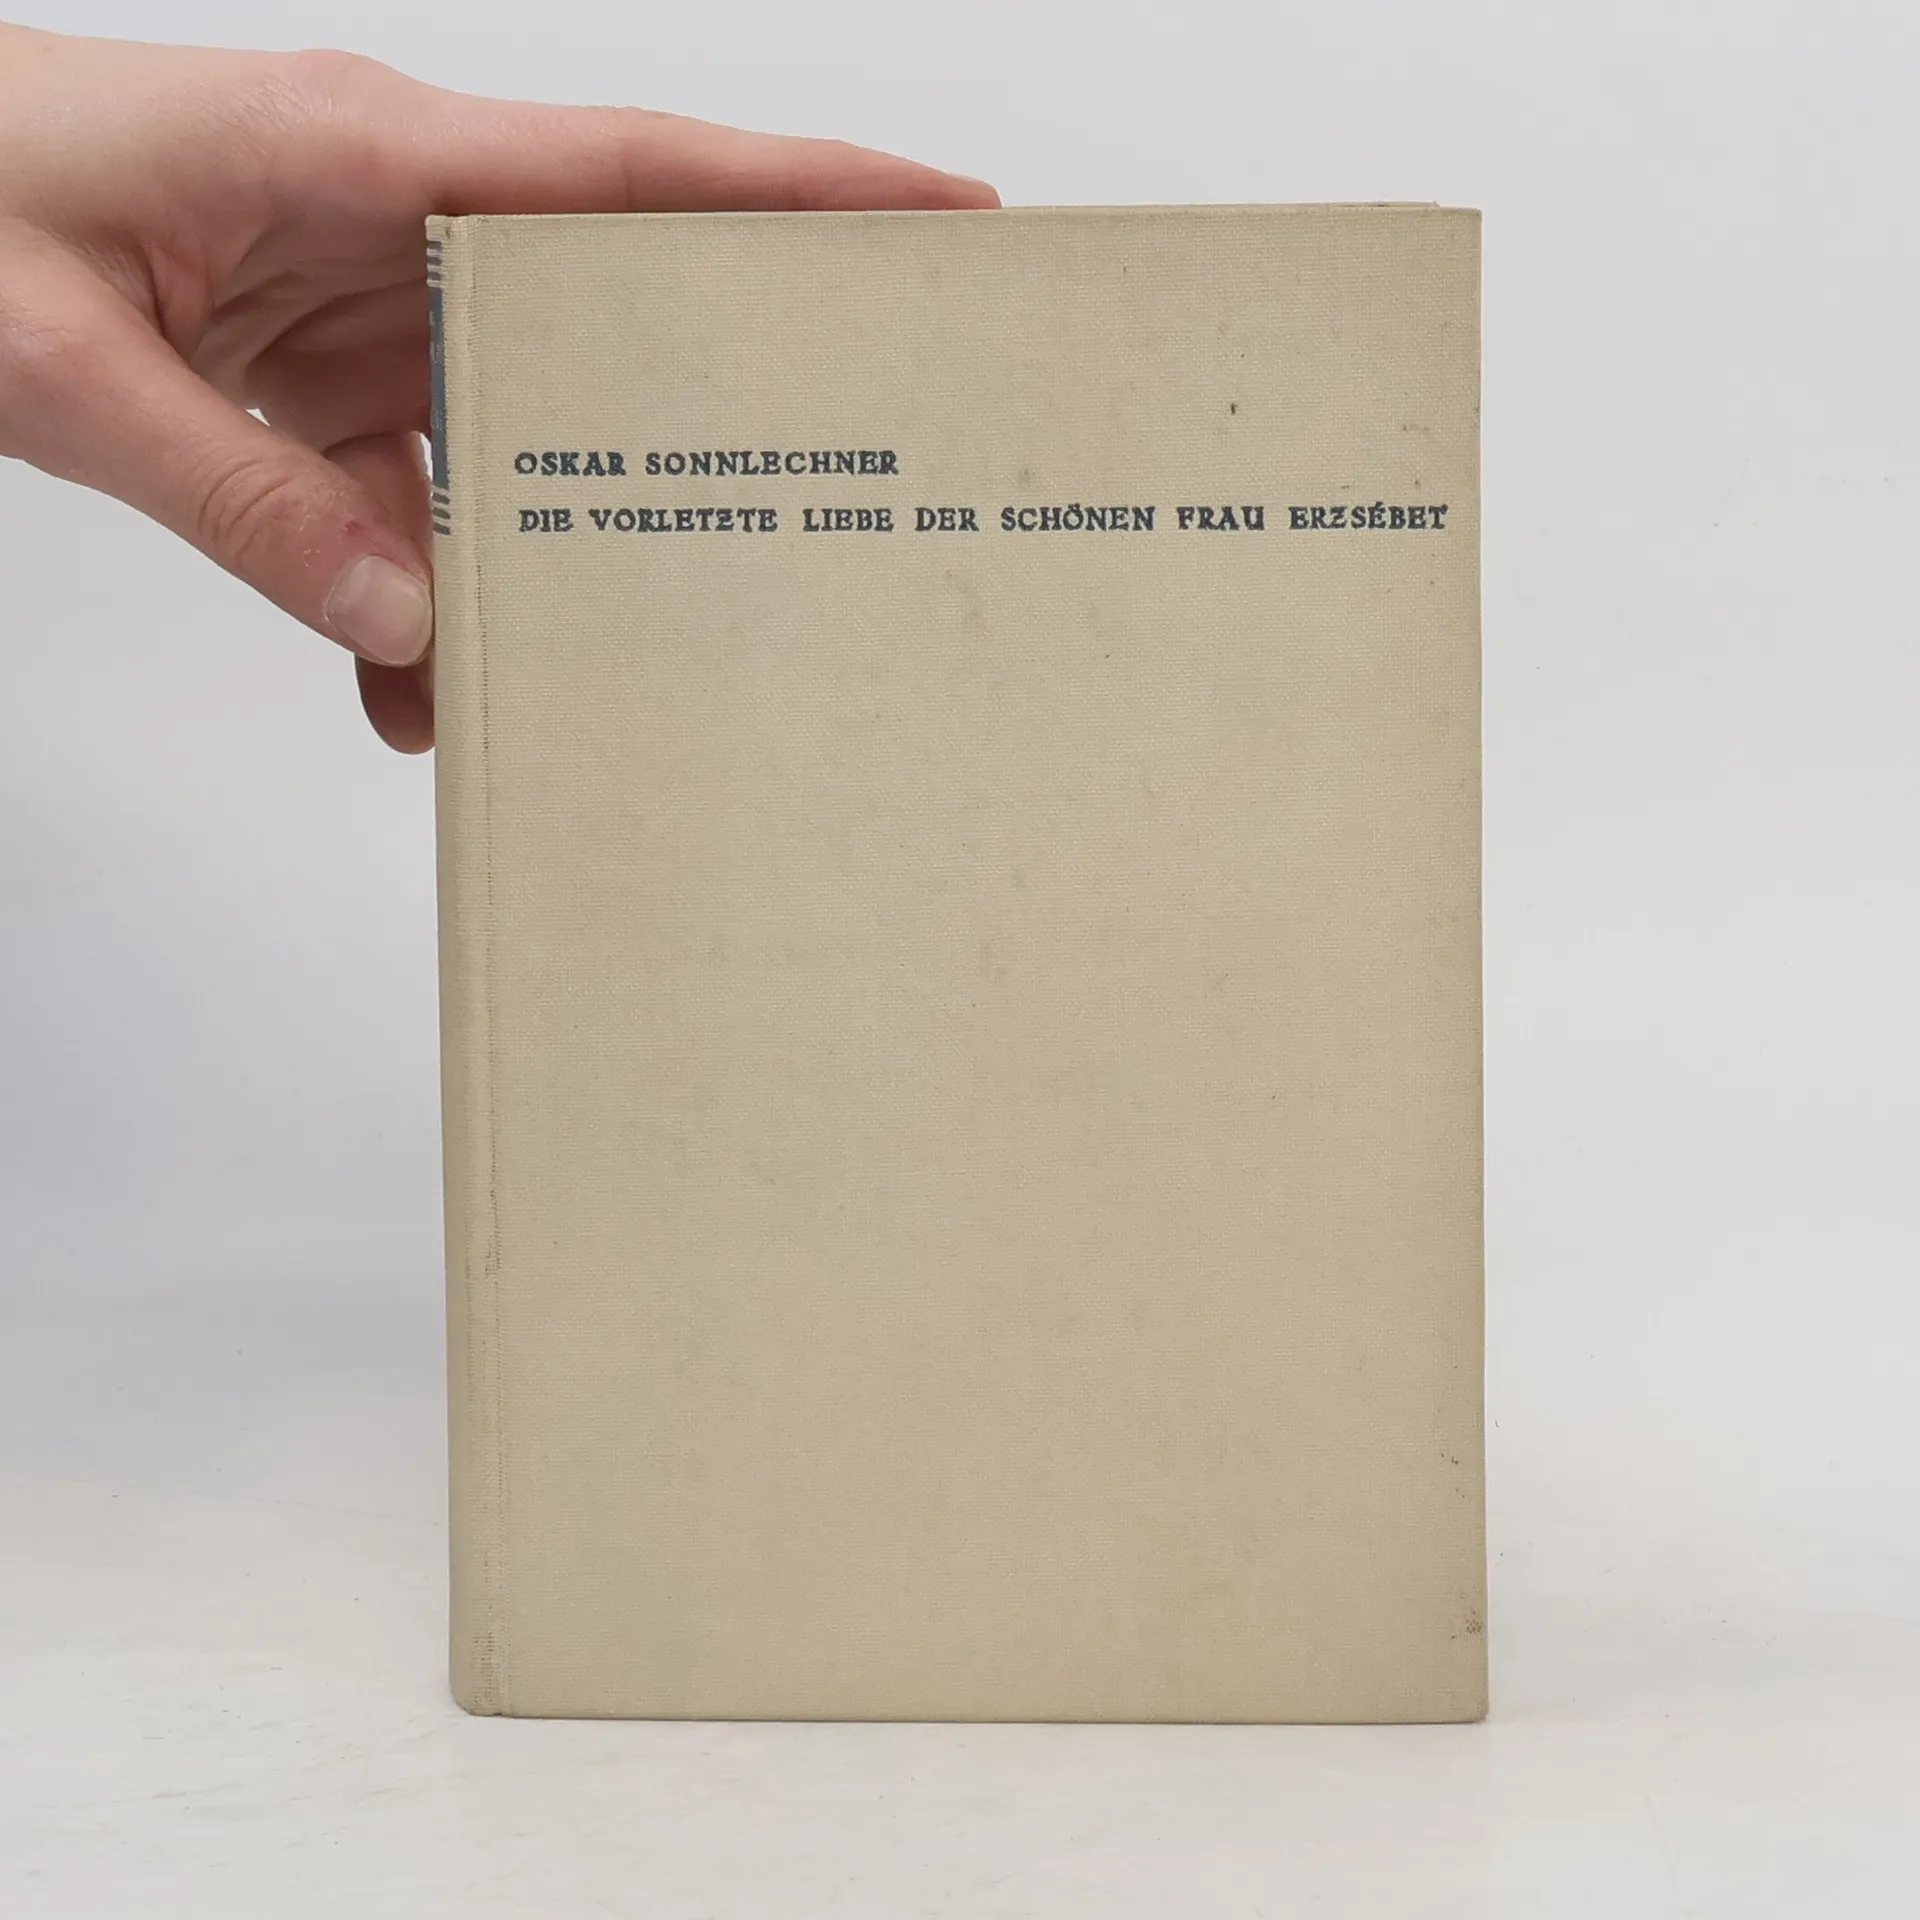 OSKAR SONNLECHNER
DIE VORLETZTE LIEBE DER SCHÖNEN FRAU ERZSÉBET